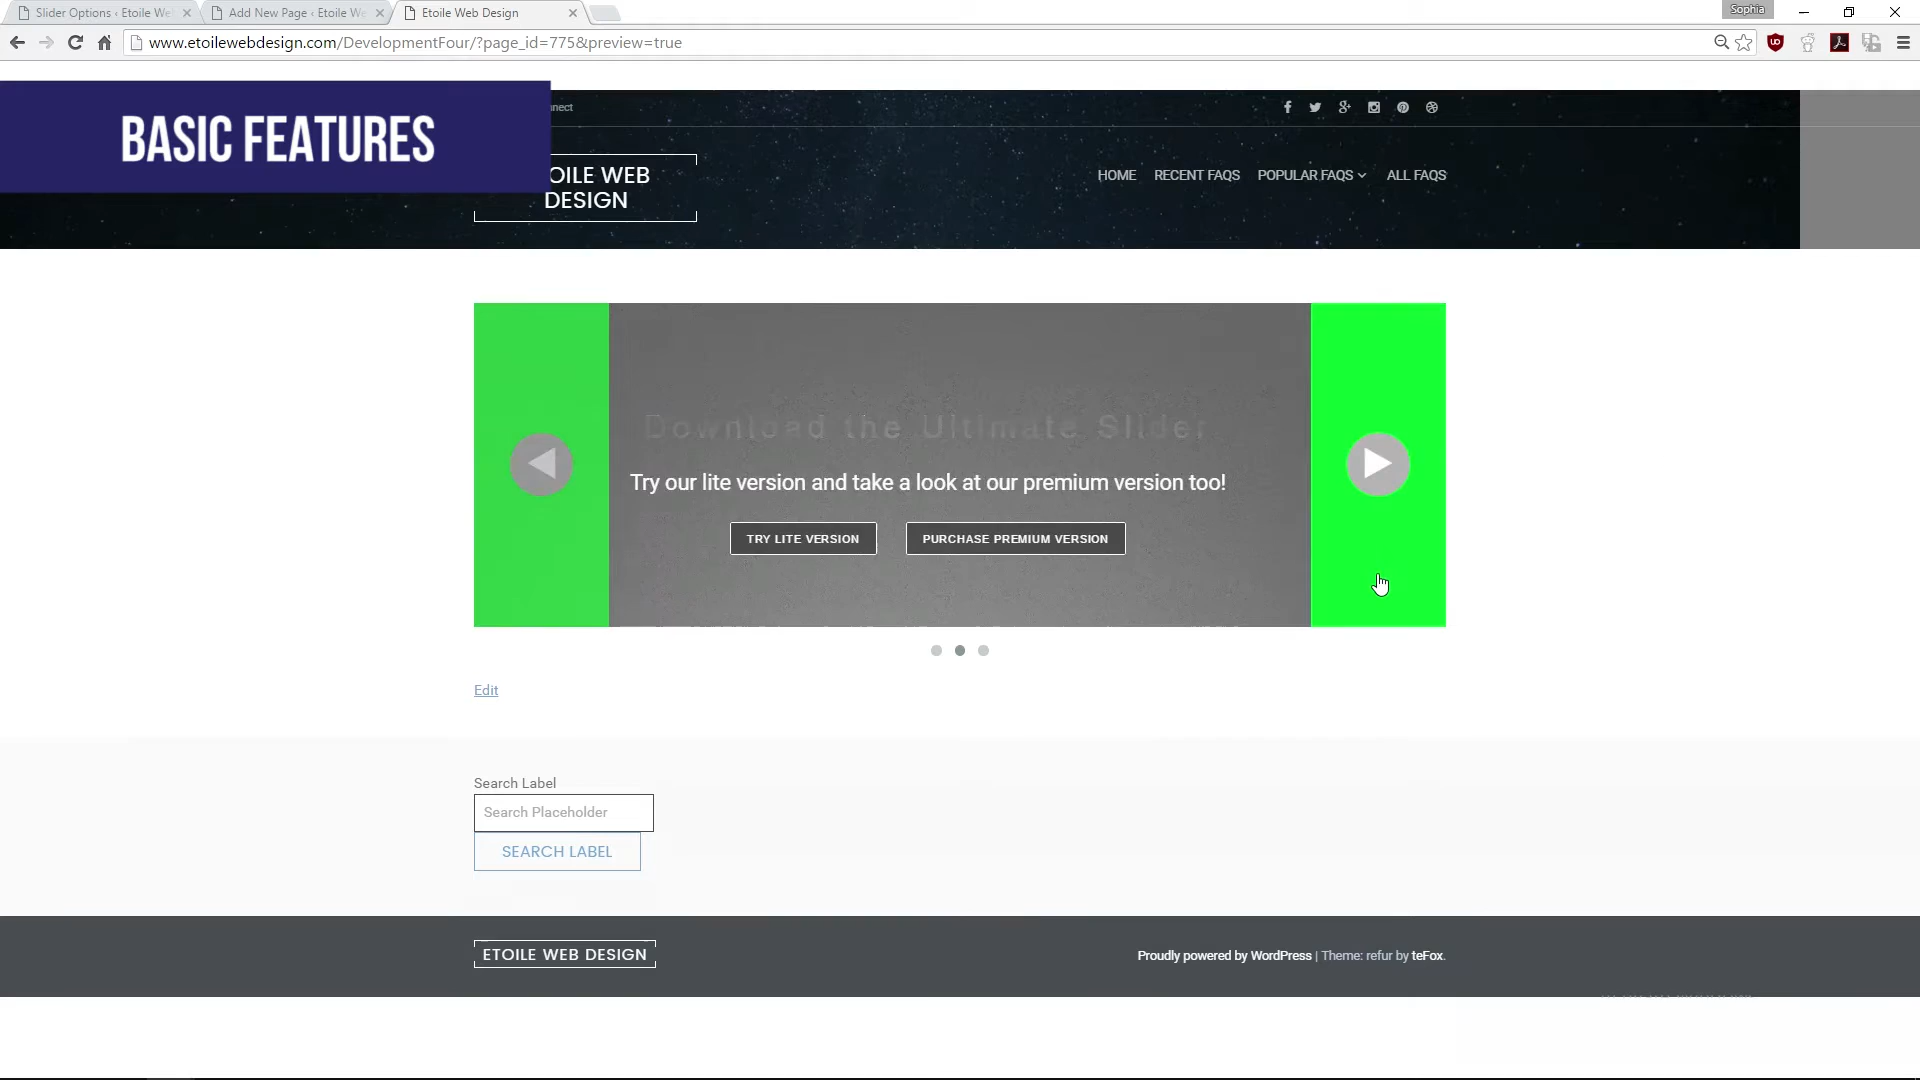 Slider Options ‹ Etoile We
Add New Page ‹ Etoile We
Etoile Web Design
Sophia
www.etoilewebdesign.com/DevelopmentFour/?page_id=775&preview=true
BASIC FEATURES
HOME
RECENT FAQS
POPULAR FAQS
ALL FAQS
OILE WEB
DESIGN
Download the Ultimate Slider
Try our lite version and take a look at our premium version too!
TRY LITE VERSION
PURCHASE PREMIUM VERSION
Edit
Search Label
Search Placeholder
SEARCH LABEL
ETOILE WEB DESIGN
Proudly powered by WordPress | Theme: refur by teFox.